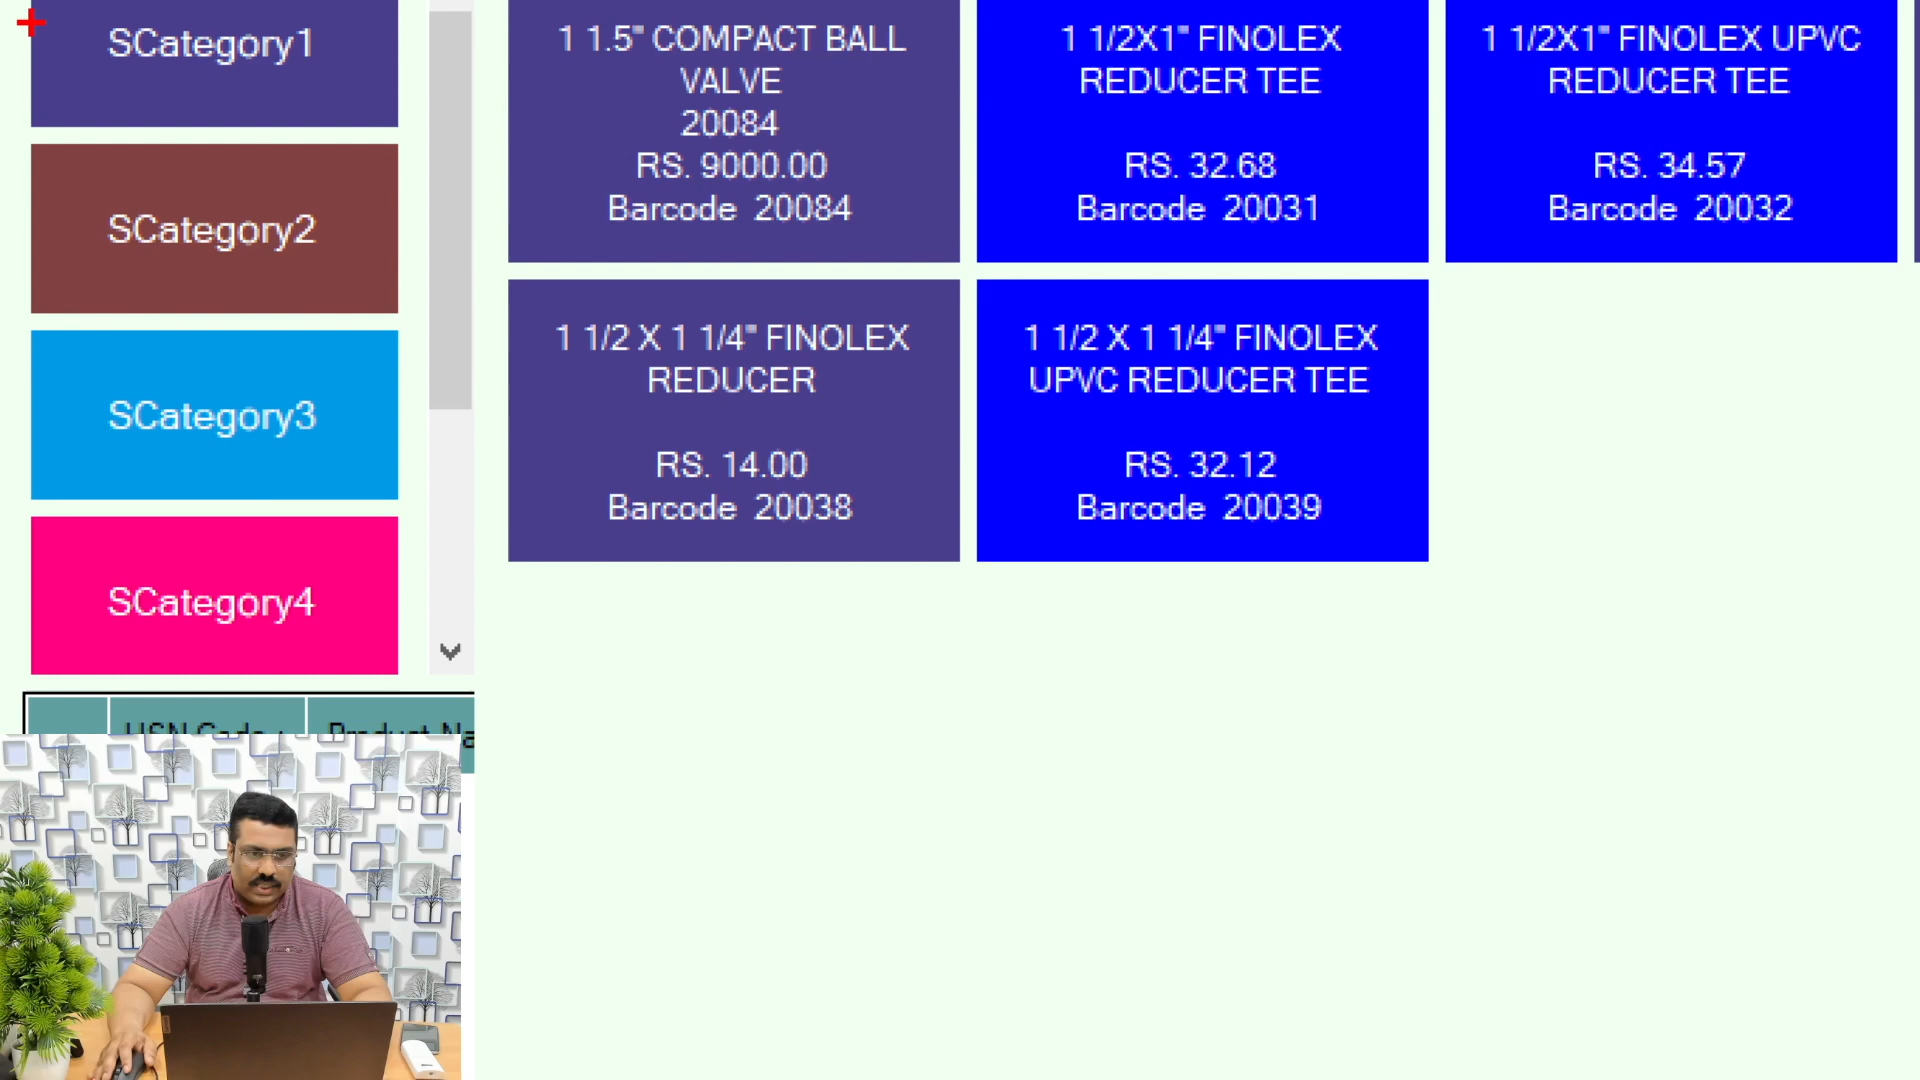 SCategory1
SCategory2
SCategory3
SCategory4
1 1.5" COMPACT BALL
VALVE
20084
RS. 9000.00
Barcode 20084
1 1/2X1" FINOLEX
REDUCER TEE
RS. 32.68
Barcode 20031
1 1/2X1" FINOLEX UPVC
REDUCER TEE
RS. 34.57
Barcode 20032
1 1/2 X 1 1/4" FINOLEX
REDUCER
RS. 14.00
Barcode 20038
1 1/2 X 1 1/4" FINOLEX
UPVC REDUCER TEE
RS. 32.12
Barcode 20039